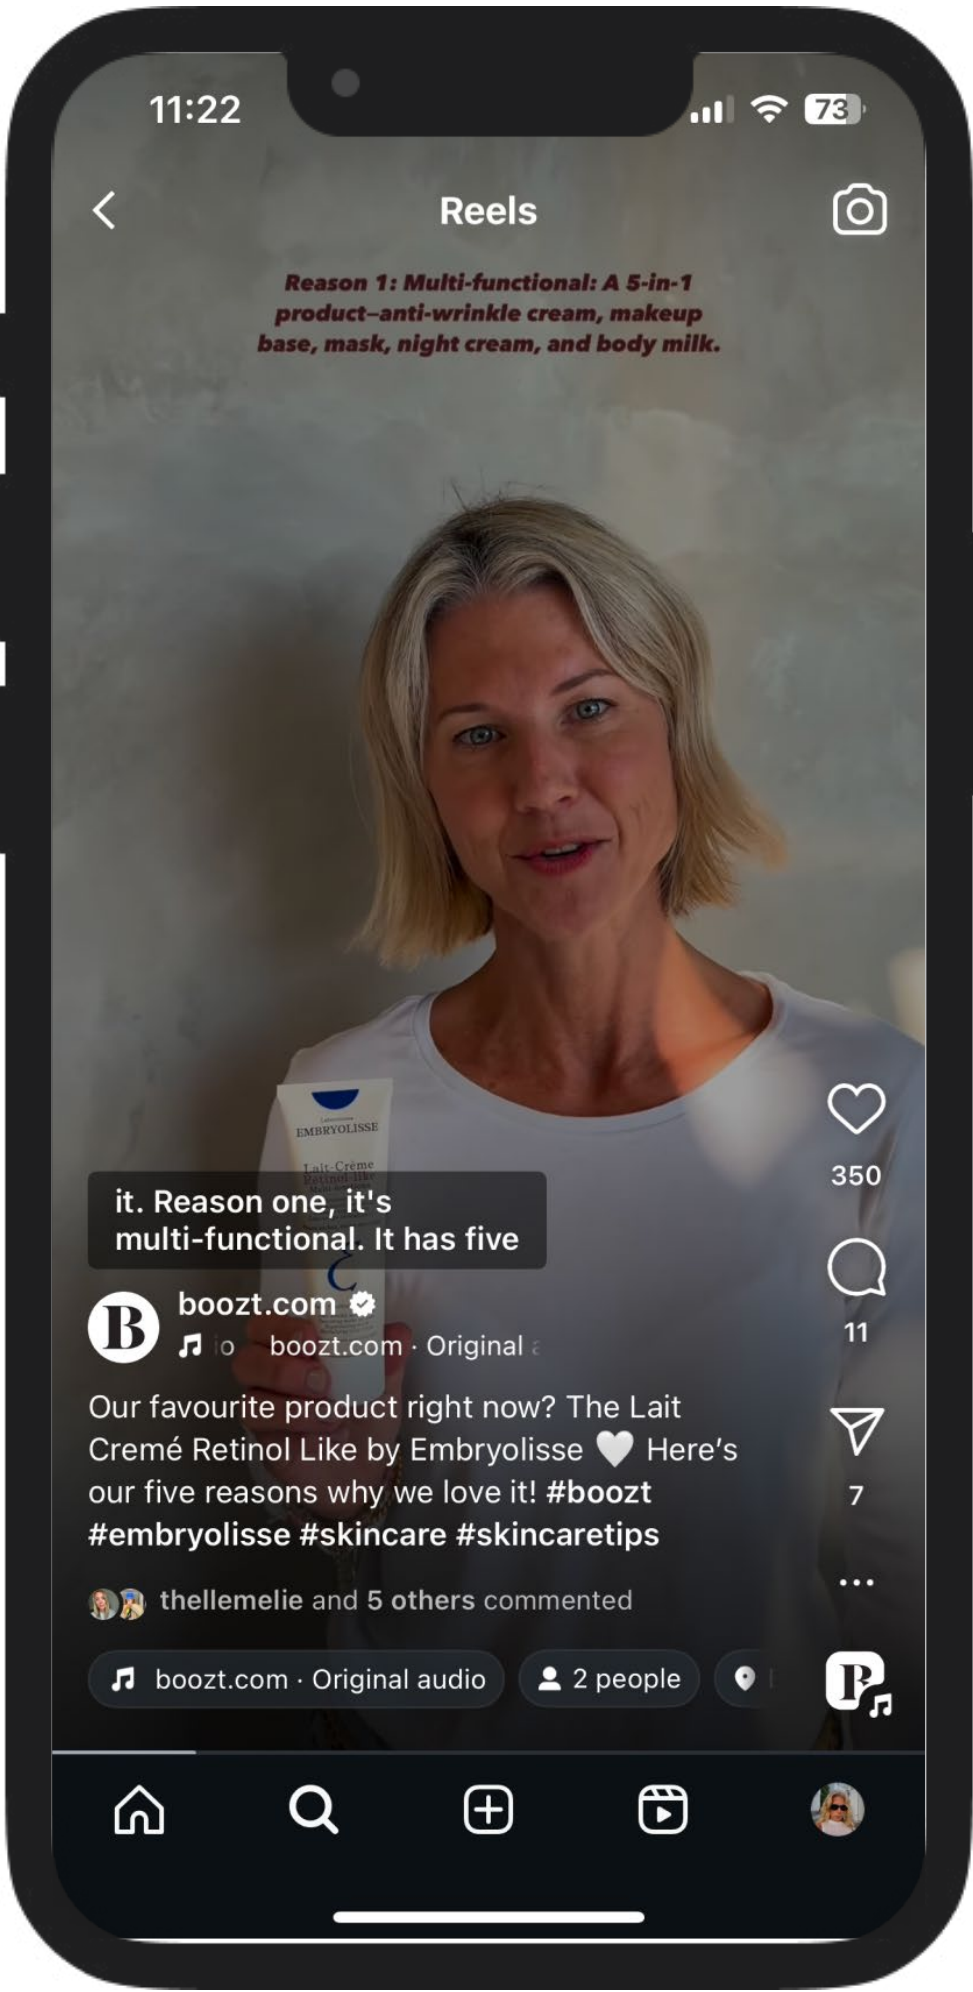 11:22
73
Reels
Reason 1: Multi-functional: A 5-in-1
product–anti-wrinkle cream, makeup
base, mask, night cream, and body milk.
EMBRYOLISSE
Lait-Crème
Retinol-like
it. Reason one, it's
multi-functional. It has five
B
boozt.com
io boozt.com · Original
Our favourite product right now? The Lait
Cremé Retinol Like by Embryolisse 🤍 Here’s
our five reasons why we love it! #boozt
#embryolisse #skincare #skincaretips
thellemelie and 5 others commented
boozt.com · Original audio
2 people
350
11
7